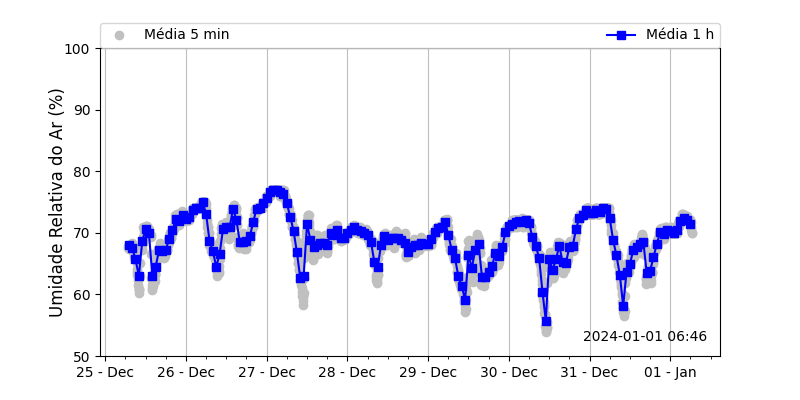 Média 5 min
Média 1 h
Umidade Relativa do Ar (%)
100
90
80
70
60
50
2024-01-01 06:46
25 - Dec
26 - Dec
27 - Dec
28 - Dec
29 - Dec
30 - Dec
31 - Dec
01 - Jan